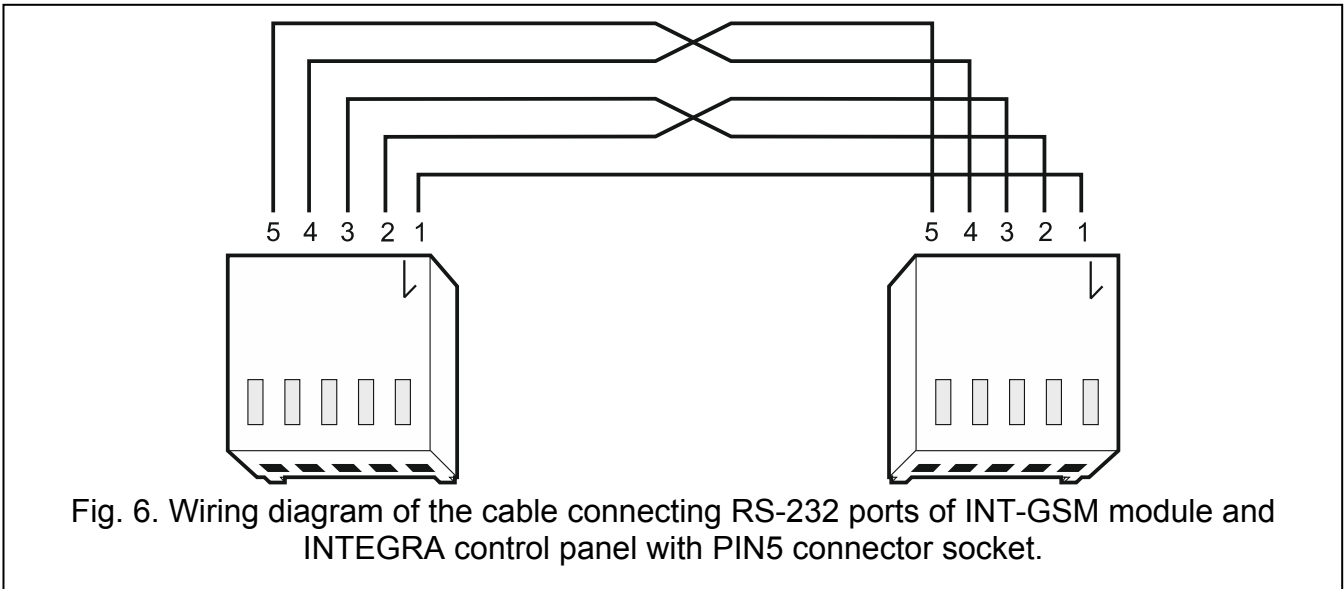 5 4 3 2 1 5 4 3 2 1
Fig. 6. Wiring diagram of the cable connecting RS-232 ports of INT-GSM module and
INTEGRA control panel with PIN5 connector socket.